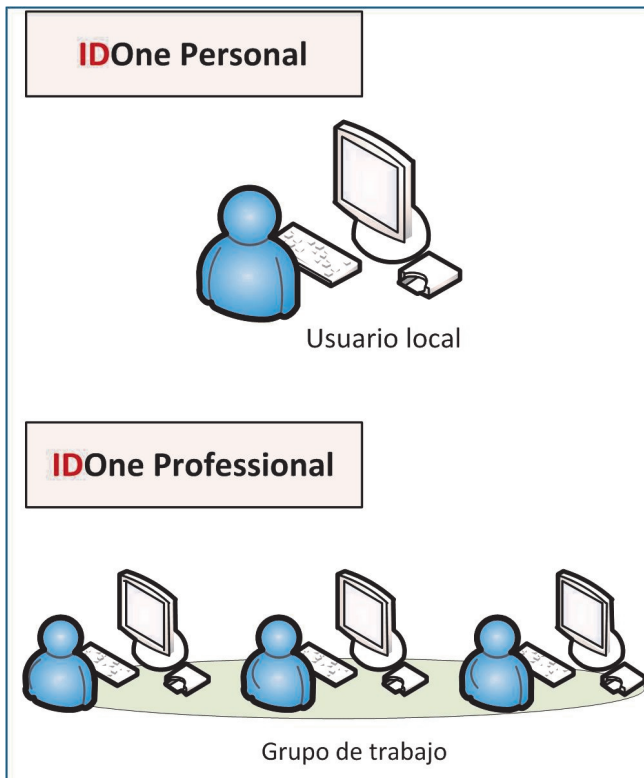 IDOne Personal
Usuario local
IDOne Professional
Grupo de trabajo